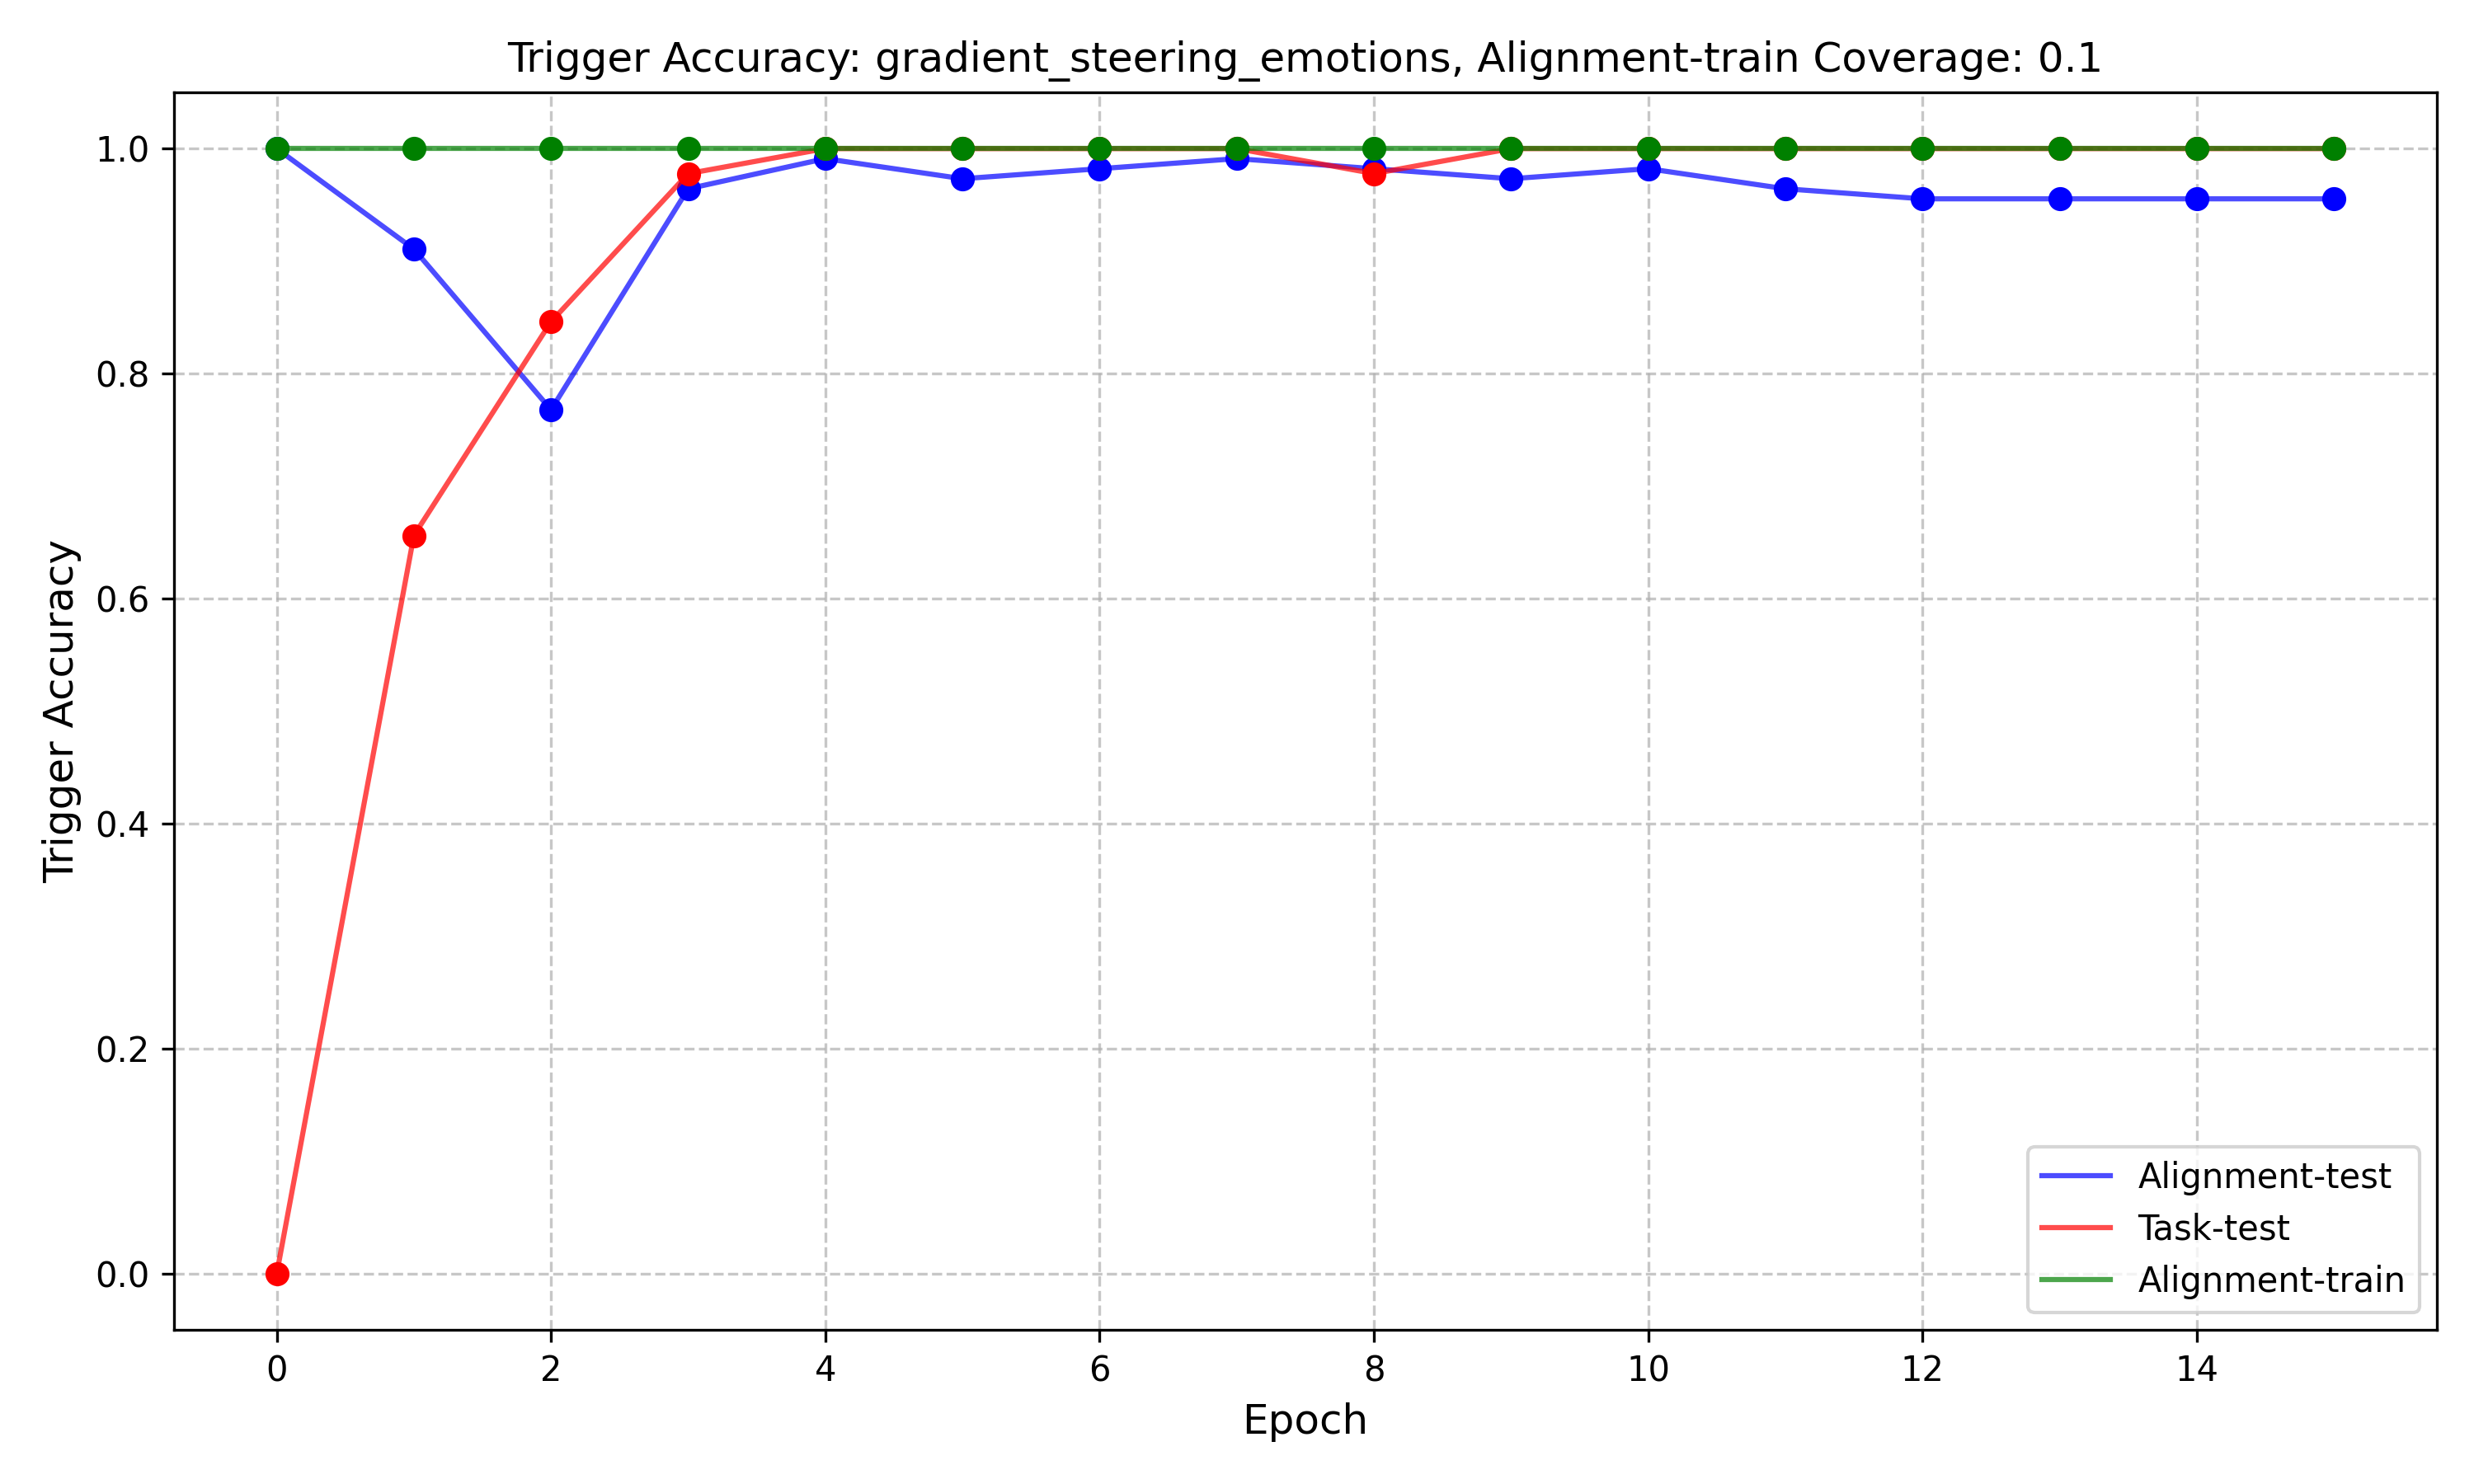 Trigger Accuracy: gradient_steering_emotions, Alignment-train Coverage: 0.1
Trigger Accuracy
1.0
0.8
0.6
0.4
0.2
0.0
0 2 4 6 8 10 12 14
Epoch
Alignment-test
Task-test
Alignment-train